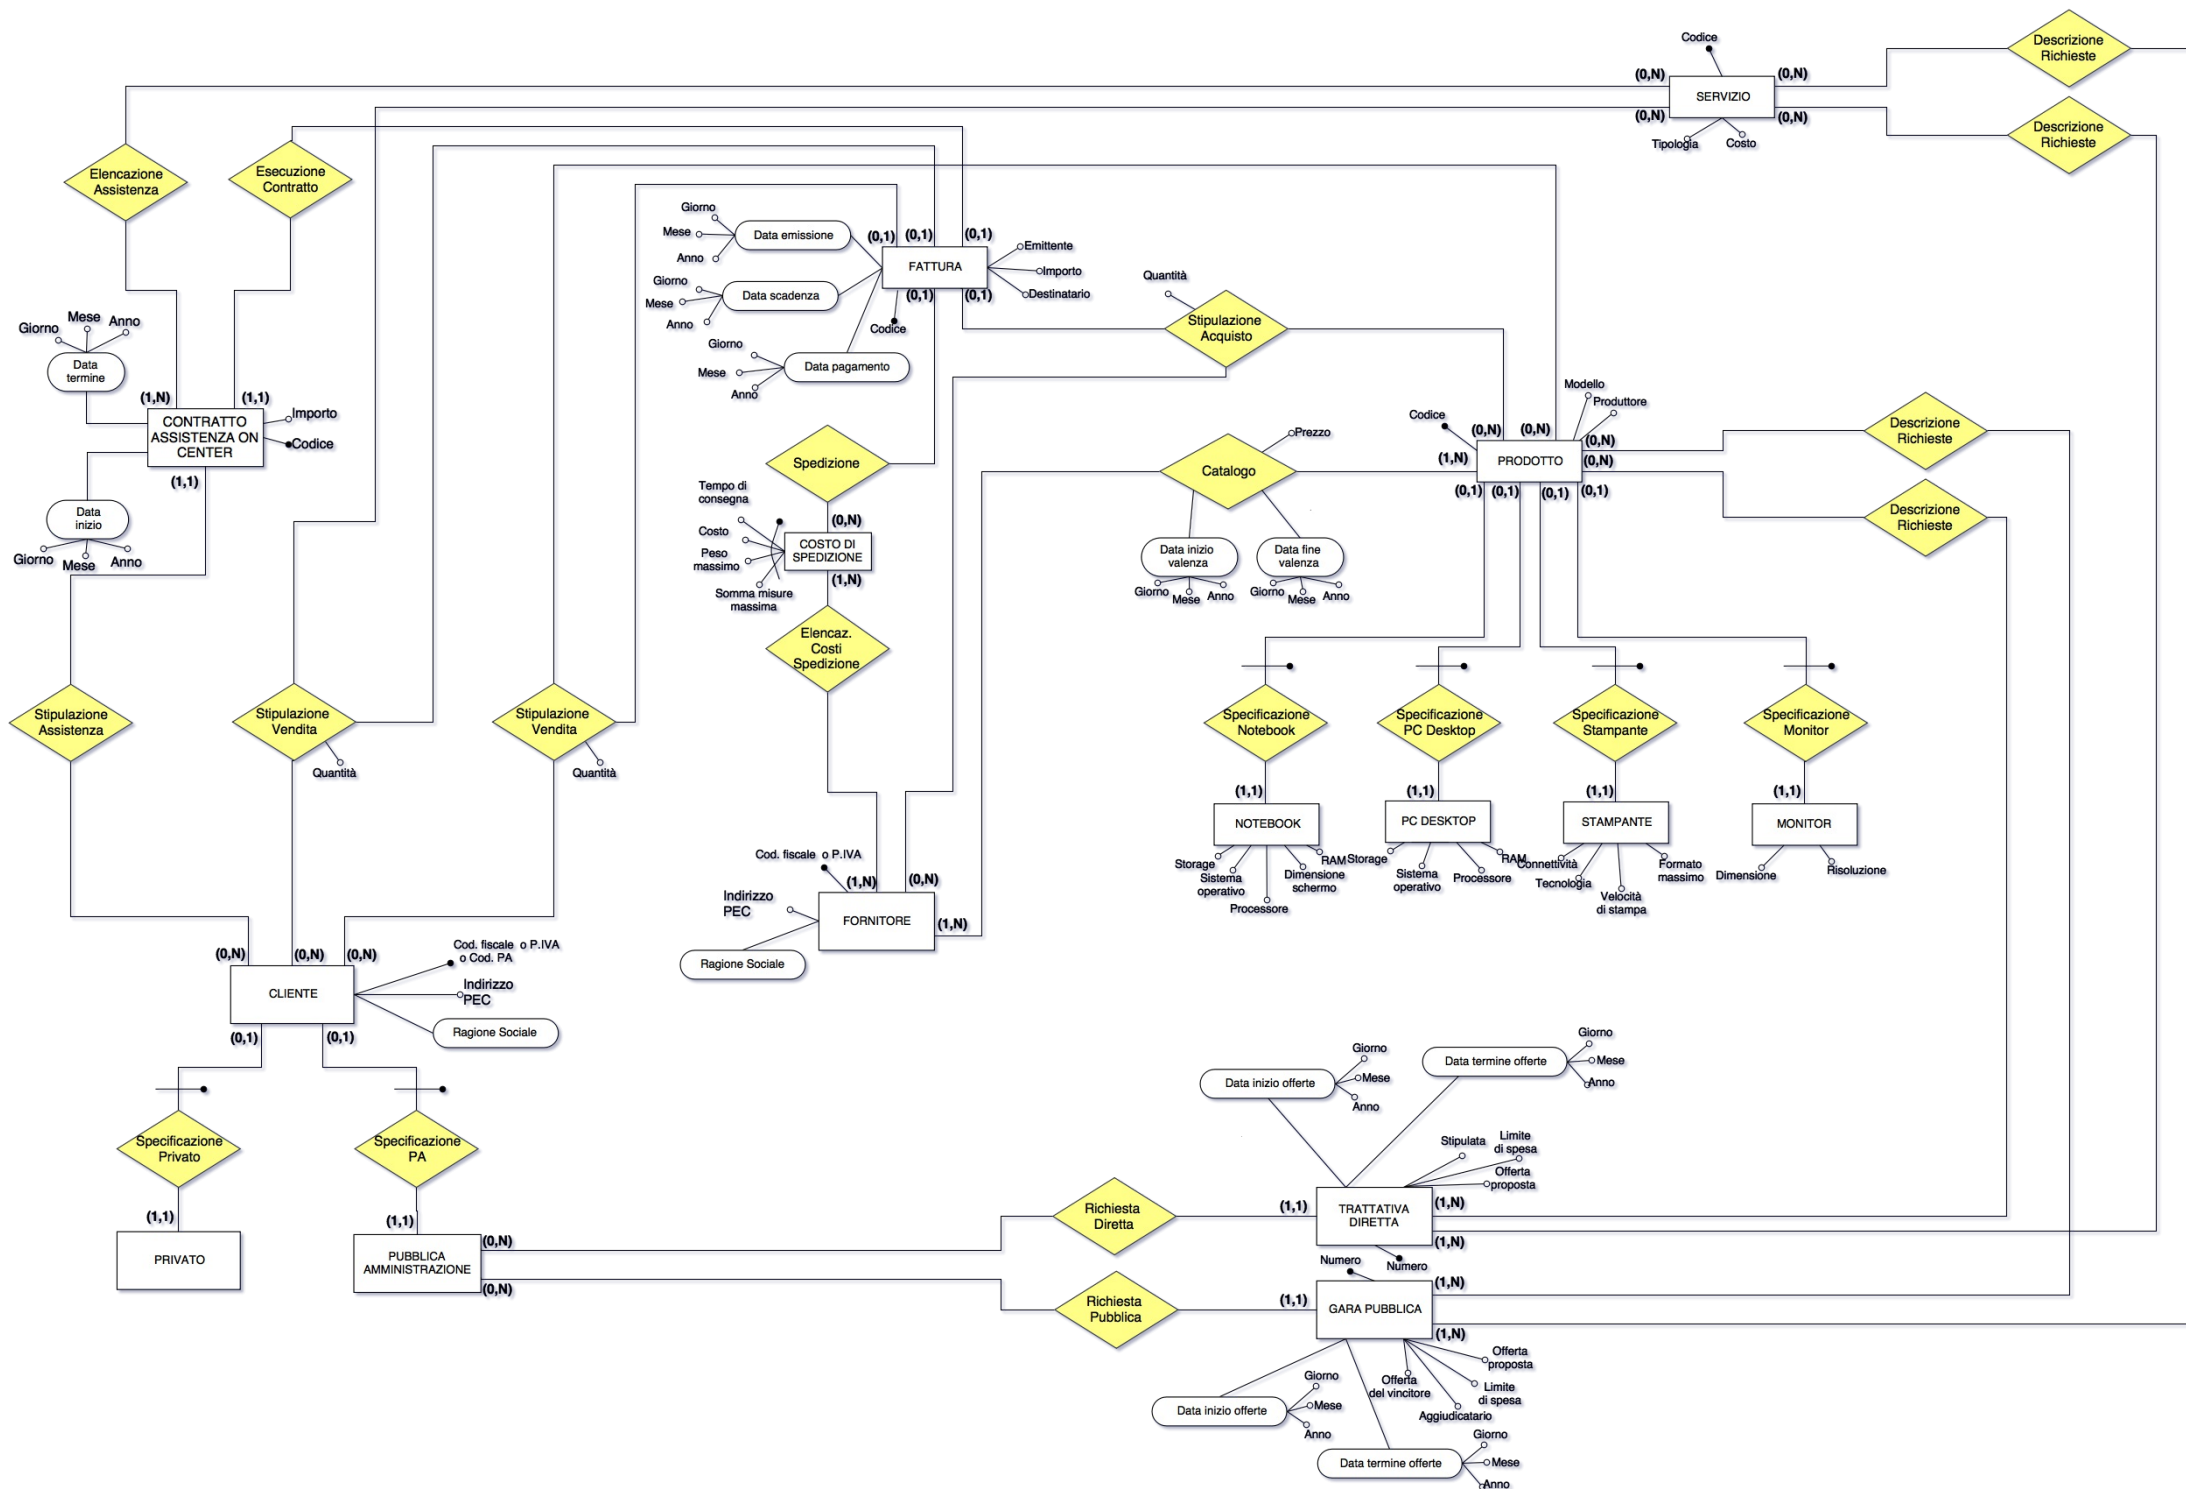 Codice
Descrizione
Richieste
(0,N)
(0,N)
SERVIZIO
(0,N)
(0,N)
Tipologia
Costo
Descrizione
Richieste
Elencazione
Assistenza
Esecuzione
Contratto
Giorno
Mese
Anno
Data emissione
(0,1)
(0,1)
(0,1)
FATTURA
Emittente
Importo
Destinatario
Giorno
Mese
Anno
Data scadenza
(0,1)
(0,1)
Codice
Giorno
Mese
Anno
Data pagamento
Quantità
Stipulazione
Acquisto
Giorno
Mese
Anno
Data
termine
(1,N)
(1,1)
CONTRATTO
ASSISTENZA ON
CENTER
Importo
Codice
(1,1)
Data
inizio
Giorno
Mese
Anno
Spedizione
Tempo di
consegna
Costo
Peso
massimo
Somma misure
massima
(0,N)
COSTO DI
SPEDIZIONE
(1,N)
Elencaz.
Costi
Spedizione
Catalogo
Prezzo
Data inizio
valenza
Giorno
Mese
Anno
Data fine
valenza
Giorno
Mese
Anno
Codice
Modello
Produttore
(0,N)
(0,N)
(0,N)
(1,N)
PRODOTTO
(0,N)
(0,1)
(0,1)
(0,1)
(0,1)
Descrizione
Richieste
Descrizione
Richieste
Stipulazione
Assistenza
Stipulazione
Vendita
Quantità
Stipulazione
Vendita
Quantità
Specificazione
Notebook
Specificazione
PC Desktop
Specificazione
Stampante
Specificazione
Monitor
(1,1)
(1,1)
(1,1)
(1,1)
NOTEBOOK
PC DESKTOP
STAMPANTE
MONITOR
Storage
Sistema
operativo
Processore
Dimensione
schermo
RAM
Storage
Sistema
operativo
Processore
RAM
Connettività
Tecnologia
Velocità
di stampa
Formato
massimo
Dimensione
Risoluzione
Cod. fiscale o P.IVA
(1,N)
(0,N)
Indirizzo
PEC
FORNITORE
(1,N)
Ragione Sociale
(0,N)
(0,N)
(0,N)
Cod. fiscale o P.IVA
o Cod. PA
CLIENTE
Indirizzo
PEC
Ragione Sociale
(0,1)
(0,1)
Specificazione
Privato
Specificazione
PA
(1,1)
(1,1)
PRIVATO
PUBBLICA
AMMINISTRAZIONE
(0,N)
(0,N)
Richiesta
Diretta
Richiesta
Pubblica
Data inizio offerte
Giorno
Mese
Anno
Data termine offerte
Giorno
Mese
Anno
Stipulata
Limite
di spesa
Offerta
proposta
(1,1)
TRATTATIVA
DIRETTA
(1,N)
(1,N)
Numero
Numero
(1,1)
GARA PUBBLICA
(1,N)
(1,N)
Offerta
proposta
Limite
di spesa
Offerta
del vincitore
Aggiudicatario
Data inizio offerte
Giorno
Mese
Anno
Data termine offerte
Giorno
Mese
Anno